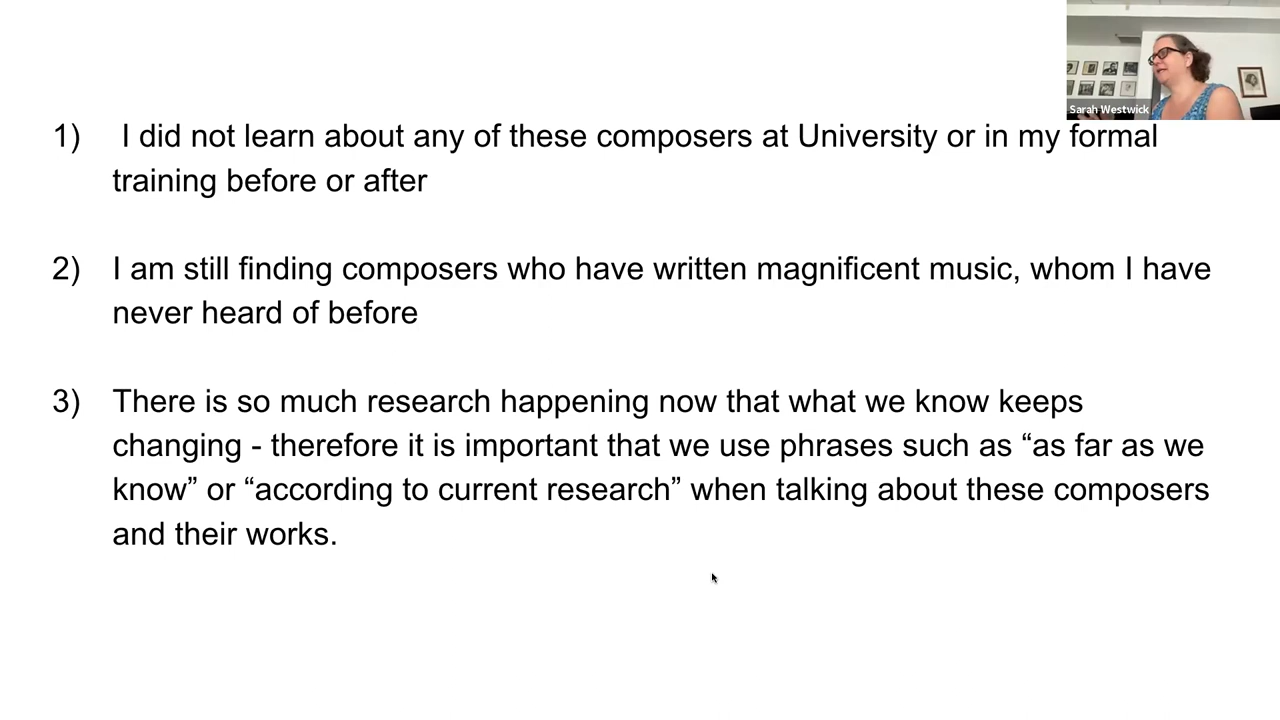 Sarah Westwick
1) I did not learn about any of these composers at University or in my formal
training before or after
2) I am still finding composers who have written magnificent music, whom I have
never heard of before
3) There is so much research happening now that what we know keeps
changing - therefore it is important that we use phrases such as “as far as we
know” or “according to current research” when talking about these composers
and their works.